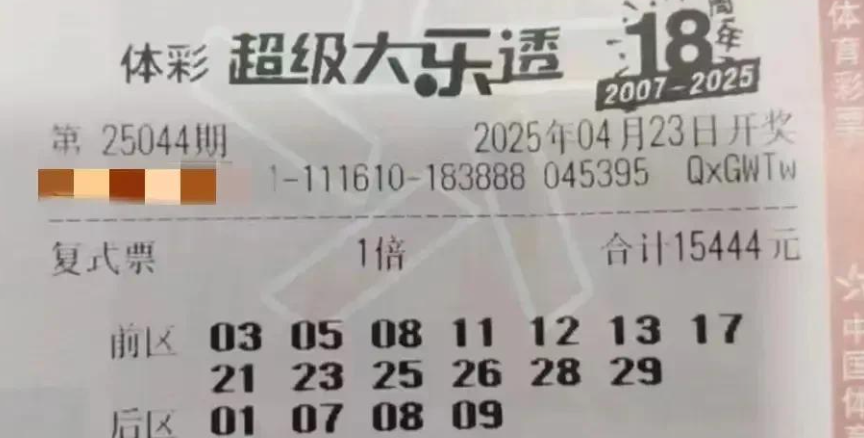 体彩 超级大乐透 18周年
2007-2025
第 25044期 2025年04月23日开奖
1-111610-183888 045395 QxGWTw
复式票 1倍 合计15444元
前区 03 05 08 11 12 13 17
21 23 25 26 28 29
后区 01 07 08 09
体育彩票
中国体